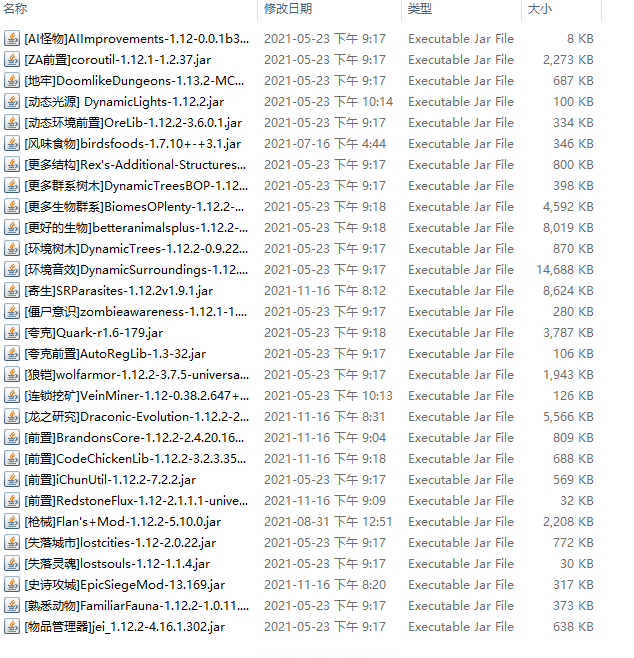 名称 修改日期 类型 大小
[AI怪物]AIImprovements-1.12-0.0.1b3... 2021-05-23 下午 9:17 Executable Jar File 8 KB
[ZA前置]coroutil-1.12.1-1.2.37.jar 2021-05-23 下午 9:17 Executable Jar File 2,273 KB
[地牢]DoomlikeDungeons-1.13.2-MC... 2021-05-23 下午 9:17 Executable Jar File 687 KB
[动态光源] DynamicLights-1.12.2.jar 2021-05-23 下午 10:14 Executable Jar File 100 KB
[动态环境前置]OreLib-1.12.2-3.6.0.1.jar 2021-05-23 下午 9:17 Executable Jar File 334 KB
[风味食物]birdsfoods-1.7.10+-+3.1.jar 2021-07-16 下午 4:44 Executable Jar File 346 KB
[更多结构]Rex's-Additional-Structures... 2021-05-23 下午 9:17 Executable Jar File 800 KB
[更多群系树木]DynamicTreesBOP-1.12... 2021-05-23 下午 9:17 Executable Jar File 398 KB
[更多生物群系]BiomesOPlenty-1.12.2-... 2021-05-23 下午 9:18 Executable Jar File 4,592 KB
[更好的生物]betteranimalsplus-1.12.2-... 2021-05-23 下午 9:18 Executable Jar File 8,019 KB
[环境树木]DynamicTrees-1.12.2-0.9.22... 2021-05-23 下午 9:17 Executable Jar File 870 KB
[环境音效]DynamicSurroundings-1.12.... 2021-05-23 下午 9:17 Executable Jar File 14,688 KB
[寄生]SRParasites-1.12.2v1.9.1.jar 2021-11-16 下午 8:12 Executable Jar File 8,624 KB
[僵尸意识]zombieawareness-1.12.1-1.... 2021-05-23 下午 9:17 Executable Jar File 280 KB
[夸克]Quark-r1.6-179.jar 2021-05-23 下午 9:18 Executable Jar File 3,787 KB
[夸克前置]AutoRegLib-1.3-32.jar 2021-05-23 下午 9:17 Executable Jar File 106 KB
[狼铠]wolfarmor-1.12.2-3.7.5-universa... 2021-05-23 下午 9:17 Executable Jar File 1,943 KB
[连锁挖矿]VeinMiner-1.12-0.38.2.647+... 2021-05-23 下午 10:13 Executable Jar File 126 KB
[龙之研究]Draconic-Evolution-1.12.2-2... 2021-11-16 下午 8:31 Executable Jar File 5,566 KB
[前置]BrandonsCore-1.12.2-2.4.20.16... 2021-11-16 下午 9:04 Executable Jar File 809 KB
[前置]CodeChickenLib-1.12.2-3.2.3.35... 2021-11-16 下午 9:18 Executable Jar File 688 KB
[前置]iChunUtil-1.12.2-7.2.2.jar 2021-05-23 下午 9:17 Executable Jar File 569 KB
[前置]RedstoneFlux-1.12-2.1.1.1-unive... 2021-11-16 下午 9:09 Executable Jar File 32 KB
[枪械]Flan's+Mod-1.12.2-5.10.0.jar 2021-08-31 下午 12:51 Executable Jar File 2,208 KB
[失落城市]lostcities-1.12-2.0.22.jar 2021-05-23 下午 9:17 Executable Jar File 772 KB
[失落灵魂]lostsouls-1.12-1.1.4.jar 2021-05-23 下午 9:17 Executable Jar File 30 KB
[史诗攻城]EpicSiegeMod-13.169.jar 2021-11-16 下午 8:20 Executable Jar File 317 KB
[熟悉动物]FamiliarFauna-1.12.2-1.0.11.... 2021-05-23 下午 9:17 Executable Jar File 373 KB
[物品管理器]jei_1.12.2-4.16.1.302.jar 2021-05-23 下午 9:17 Executable Jar File 638 KB